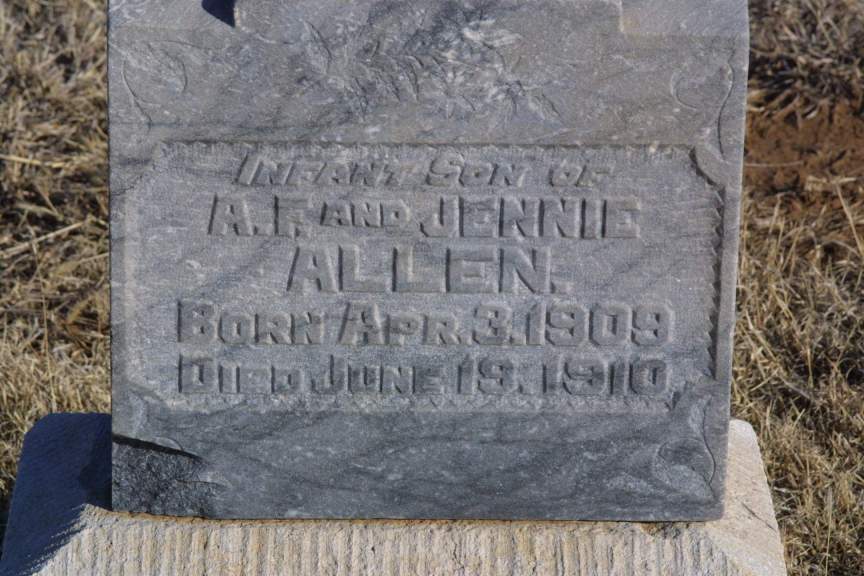 INFANT SON OF
A.F. AND JENNIE
ALLEN.
BORN APR. 3. 1909
DIED JUNE 19. 1910